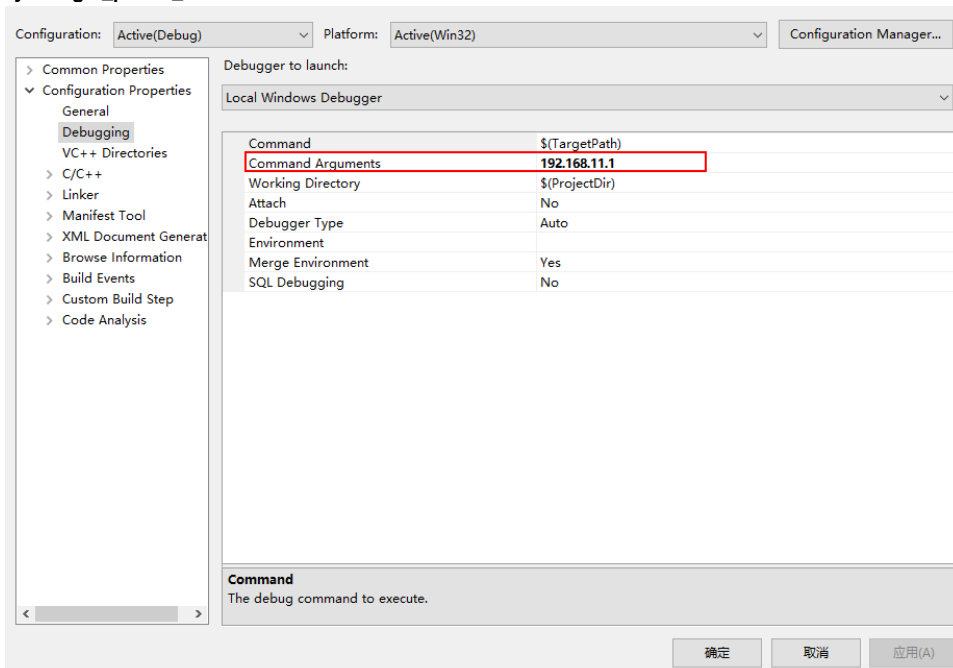 Configuration: Active(Debug) Platform: Active(Win32) Configuration Manager...
Common Properties
Configuration Properties
General
Debugging
VC++ Directories
C/C++
Linker
Manifest Tool
XML Document Generat
Browse Information
Build Events
Custom Build Step
Code Analysis
Debugger to launch:
Local Windows Debugger
Command $(TargetPath)
Command Arguments 192.168.11.1
Working Directory $(ProjectDir)
Attach No
Debugger Type Auto
Environment
Merge Environment Yes
SQL Debugging No
Command
The debug command to execute.
确定 取消 应用(A)